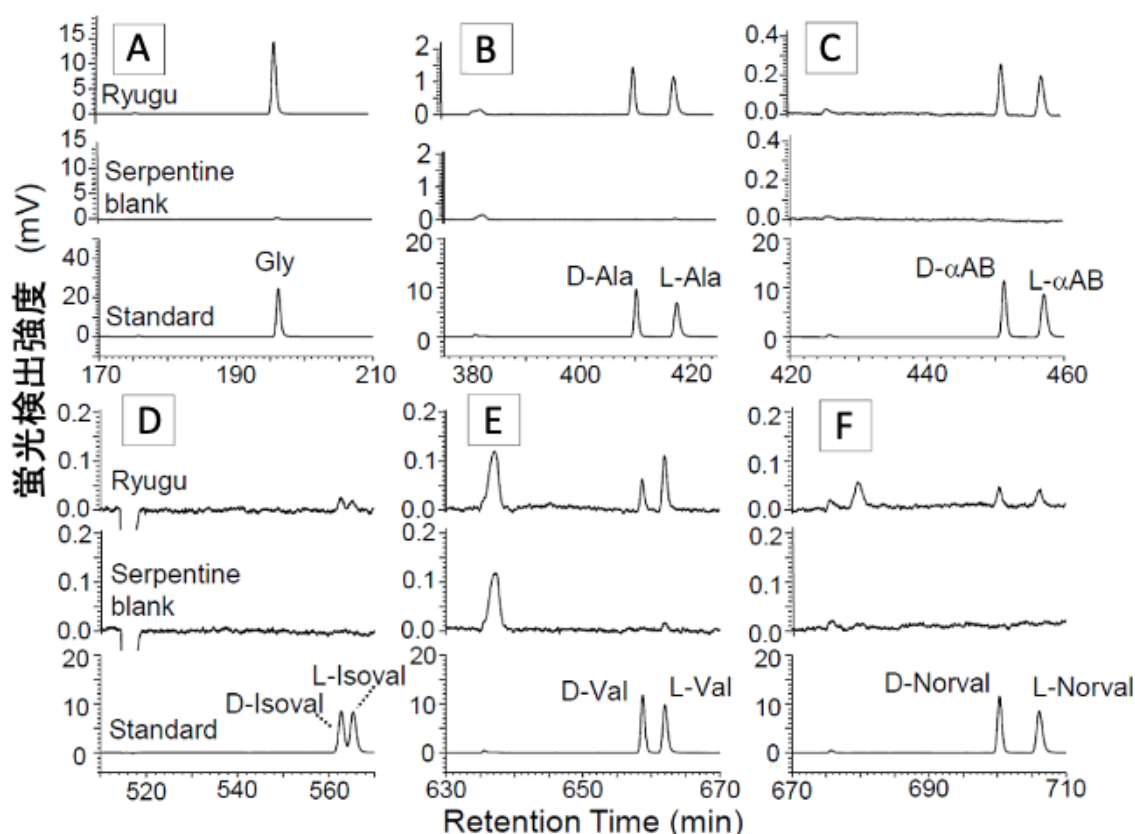 A
B
C
15
10
5
0
Ryugu
2
1
0
0.4
0.2
0.0
15
10
5
0
Serpentine
blank
2
1
0
0.4
0.2
0.0
40
20
0
Gly
Standard
20
10
0
D-Ala
L-Ala
20
10
0
D-αAB
L-αAB
170
195
210
380
400
420
420
440
460
蛍光検出強度 (mV)
D
E
F
0.2
0.1
0.0
Ryugu
0.2
0.1
0.0
0.2
0.1
0.0
0.1
0.0
Serpentine
blank
0.2
0.1
0.0
0.2
0.1
0.0
20
10
0
L-Isoval
D-Isoval
Standard
20
10
0
D-Val
L-Val
20
10
0
D-Norval
L-Norval
520
540
560
630
650
670
670
690
710
Retention Time (min)